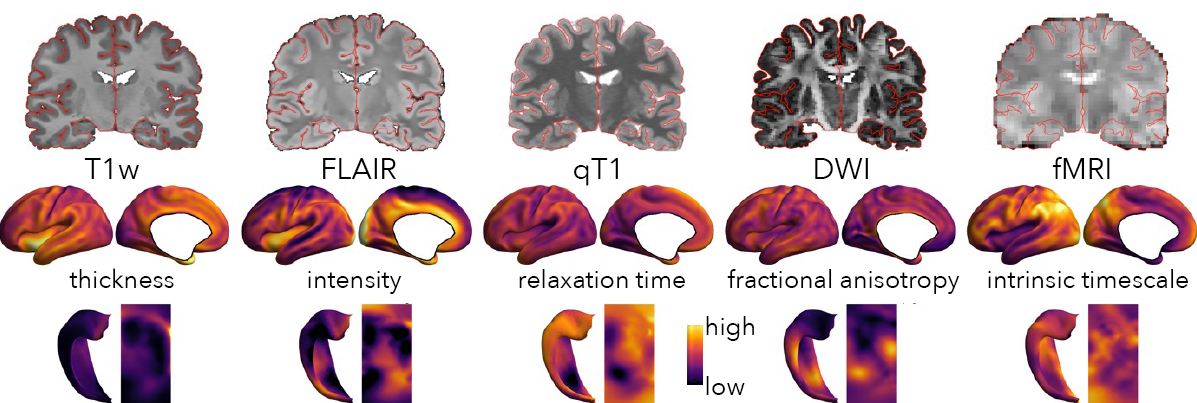 T1w FLAIR qT1 DWI fMRI
thickness intensity relaxation time fractional anisotropy intrinsic timescale
high
low